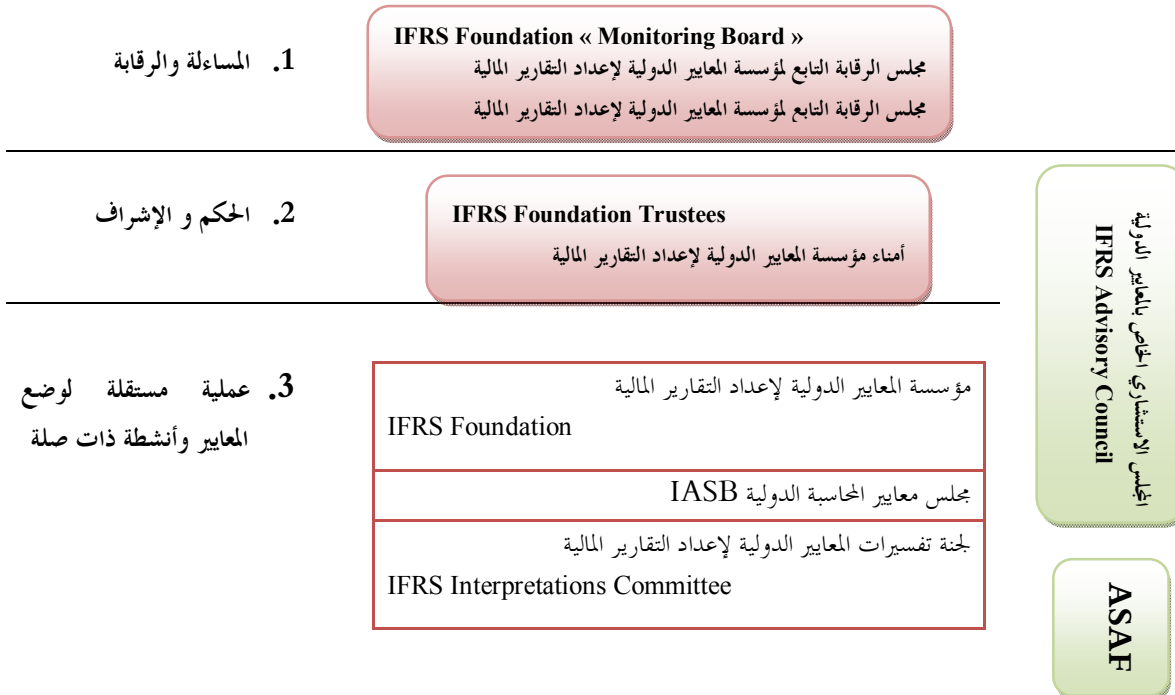 1. المساءلة والرقابة
IFRS Foundation « Monitoring Board »
مجلس الرقابة التابع لمؤسسة المعايير الدولية لإعداد التقارير المالية
مجلس الرقابة التابع لمؤسسة المعايير الدولية لإعداد التقارير المالية
2. الحكم و الإشراف
IFRS Foundation Trustees
أمناء مؤسسة المعايير الدولية لإعداد التقارير المالية
3. عملية مستقلة لوضع
المعايير وأنشطة ذات صلة
مؤسسة المعايير الدولية لإعداد التقارير المالية
IFRS Foundation
مجلس معايير المحاسبة الدولية IASB
لجنة تفسيرات المعايير الدولية لإعداد التقارير المالية
IFRS Interpretations Committee
المجلس الاستشاري الخاص بالمعايير الدولية
IFRS Advisory Council
ASAF